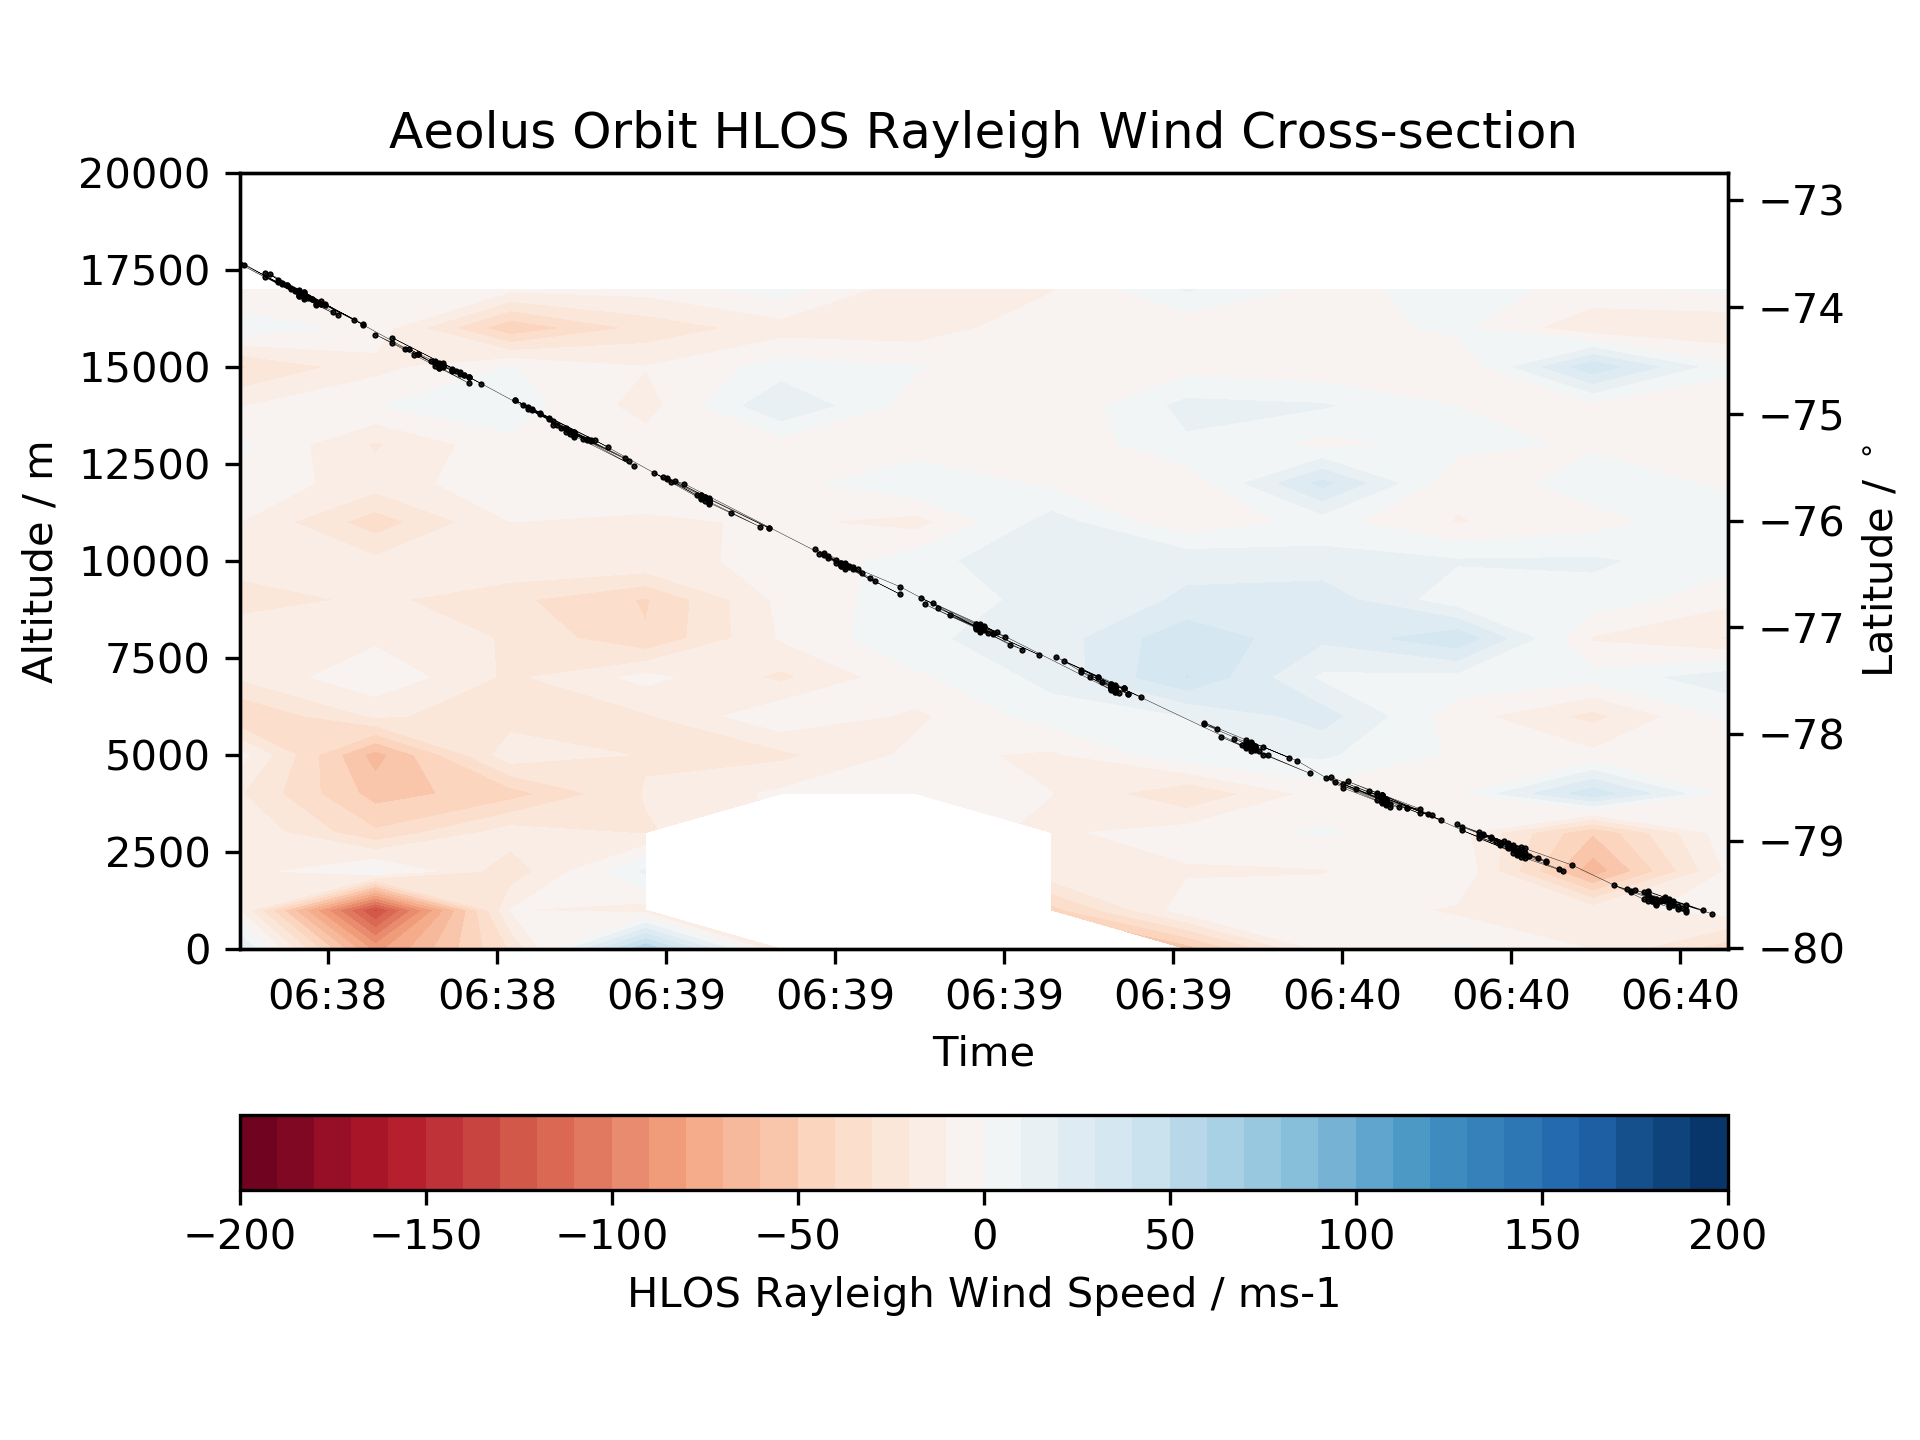 Aeolus Orbit HLOS Rayleigh Wind Cross-section
20000
17500
15000
12500
10000
7500
5000
2500
0
Altitude / m
−73
−74
−75
−76
−77
−78
−79
−80
Latitude / °
06:38 06:38 06:39 06:39 06:39 06:39 06:40 06:40 06:40
Time
−200 −150 −100 −50 0 50 100 150 200
HLOS Rayleigh Wind Speed / ms-1